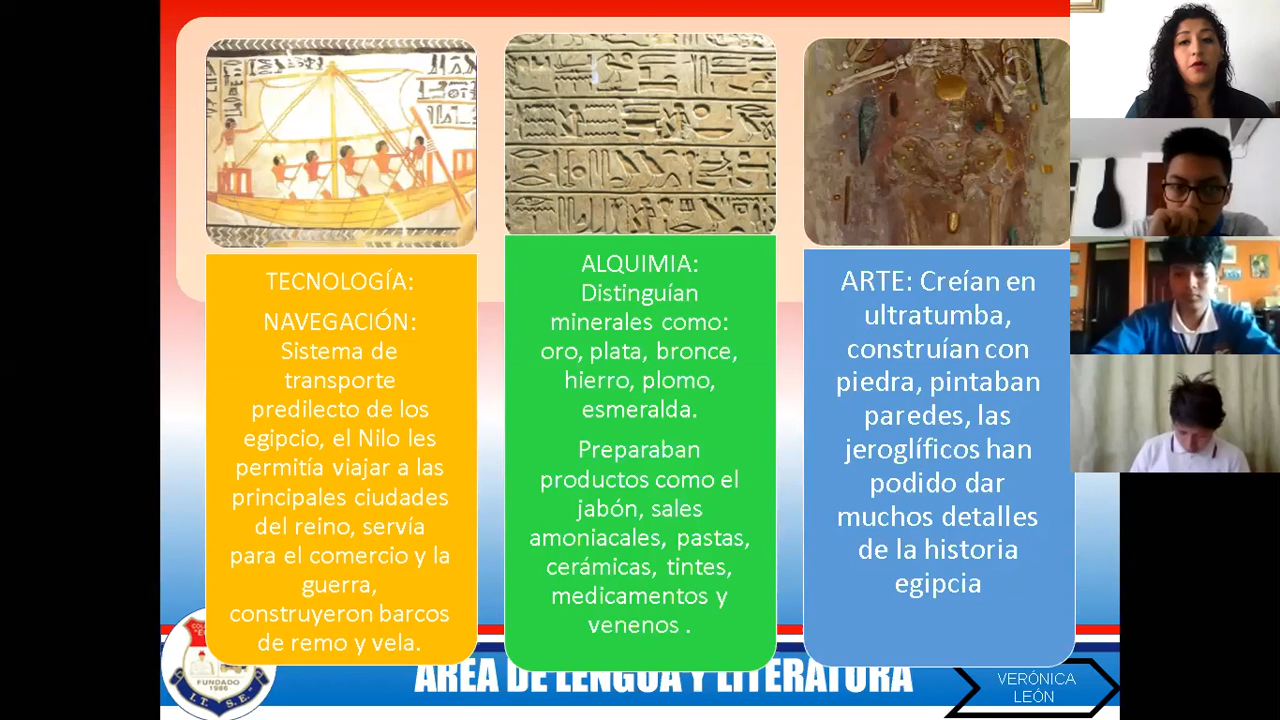 TECNOLOGÍA:
NAVEGACIÓN:
Sistema de
transporte
predilecto de los
egipcio, el Nilo les
permitía viajar a las
principales ciudades
del reino, servía
para el comercio y la
guerra,
construyeron barcos
de remo y vela.
ALQUIMIA:
Distinguían
minerales como:
oro, plata, bronce,
hierro, plomo,
esmeralda.
Preparaban
productos como el
jabón, sales
amoniacales, pastas,
cerámicas, tintes,
medicamentos y
venenos .
ARTE: Creían en
ultratumba,
construían con
piedra, pintaban
paredes, las
jeroglíficos han
podido dar
muchos detalles
de la historia
egipcia
FUNDADO
1986
I.T. S.E.
ÁREA DE LENGUA Y LITERATURA
VERÓNICA
LEÓN